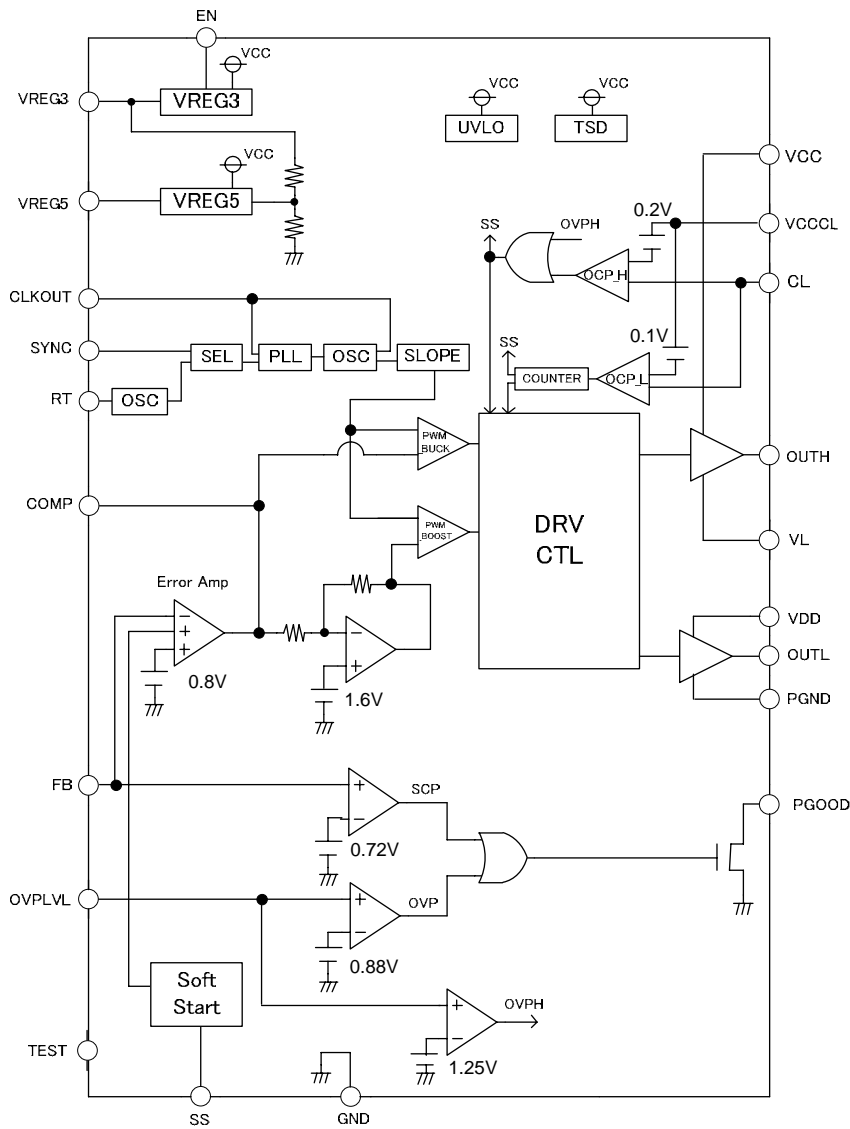 EN
VCC
VREG3
VREG3
VCC
UVLO
VCC
TSD
VCC
VCC
VREG5
VREG5
0.2V
VCCCL
SS
OVPH
OCP_H
CL
CLKOUT
SYNC
SEL
PLL
OSC
SLOPE
SS
0.1V
COUNTER
OCP_L
RT
OSC
PWM
_BUCK
OUTH
COMP
PWM
_BOOST
DRV
CTL
VL
Error Amp
−
+
+
0.8V
−
+
1.6V
VDD
OUTL
PGND
FB
+
−
SCP
0.72V
PGOOD
OVPLVL
+
−
OVP
0.88V
Soft
Start
+
−
OVPH
1.25V
TEST
SS
GND